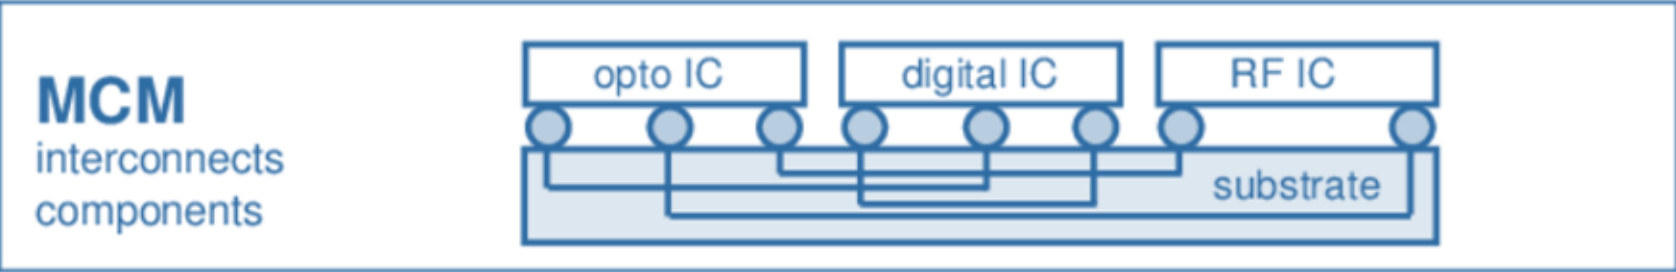 MCM
interconnects
components
opto IC
digital IC
RF IC
substrate